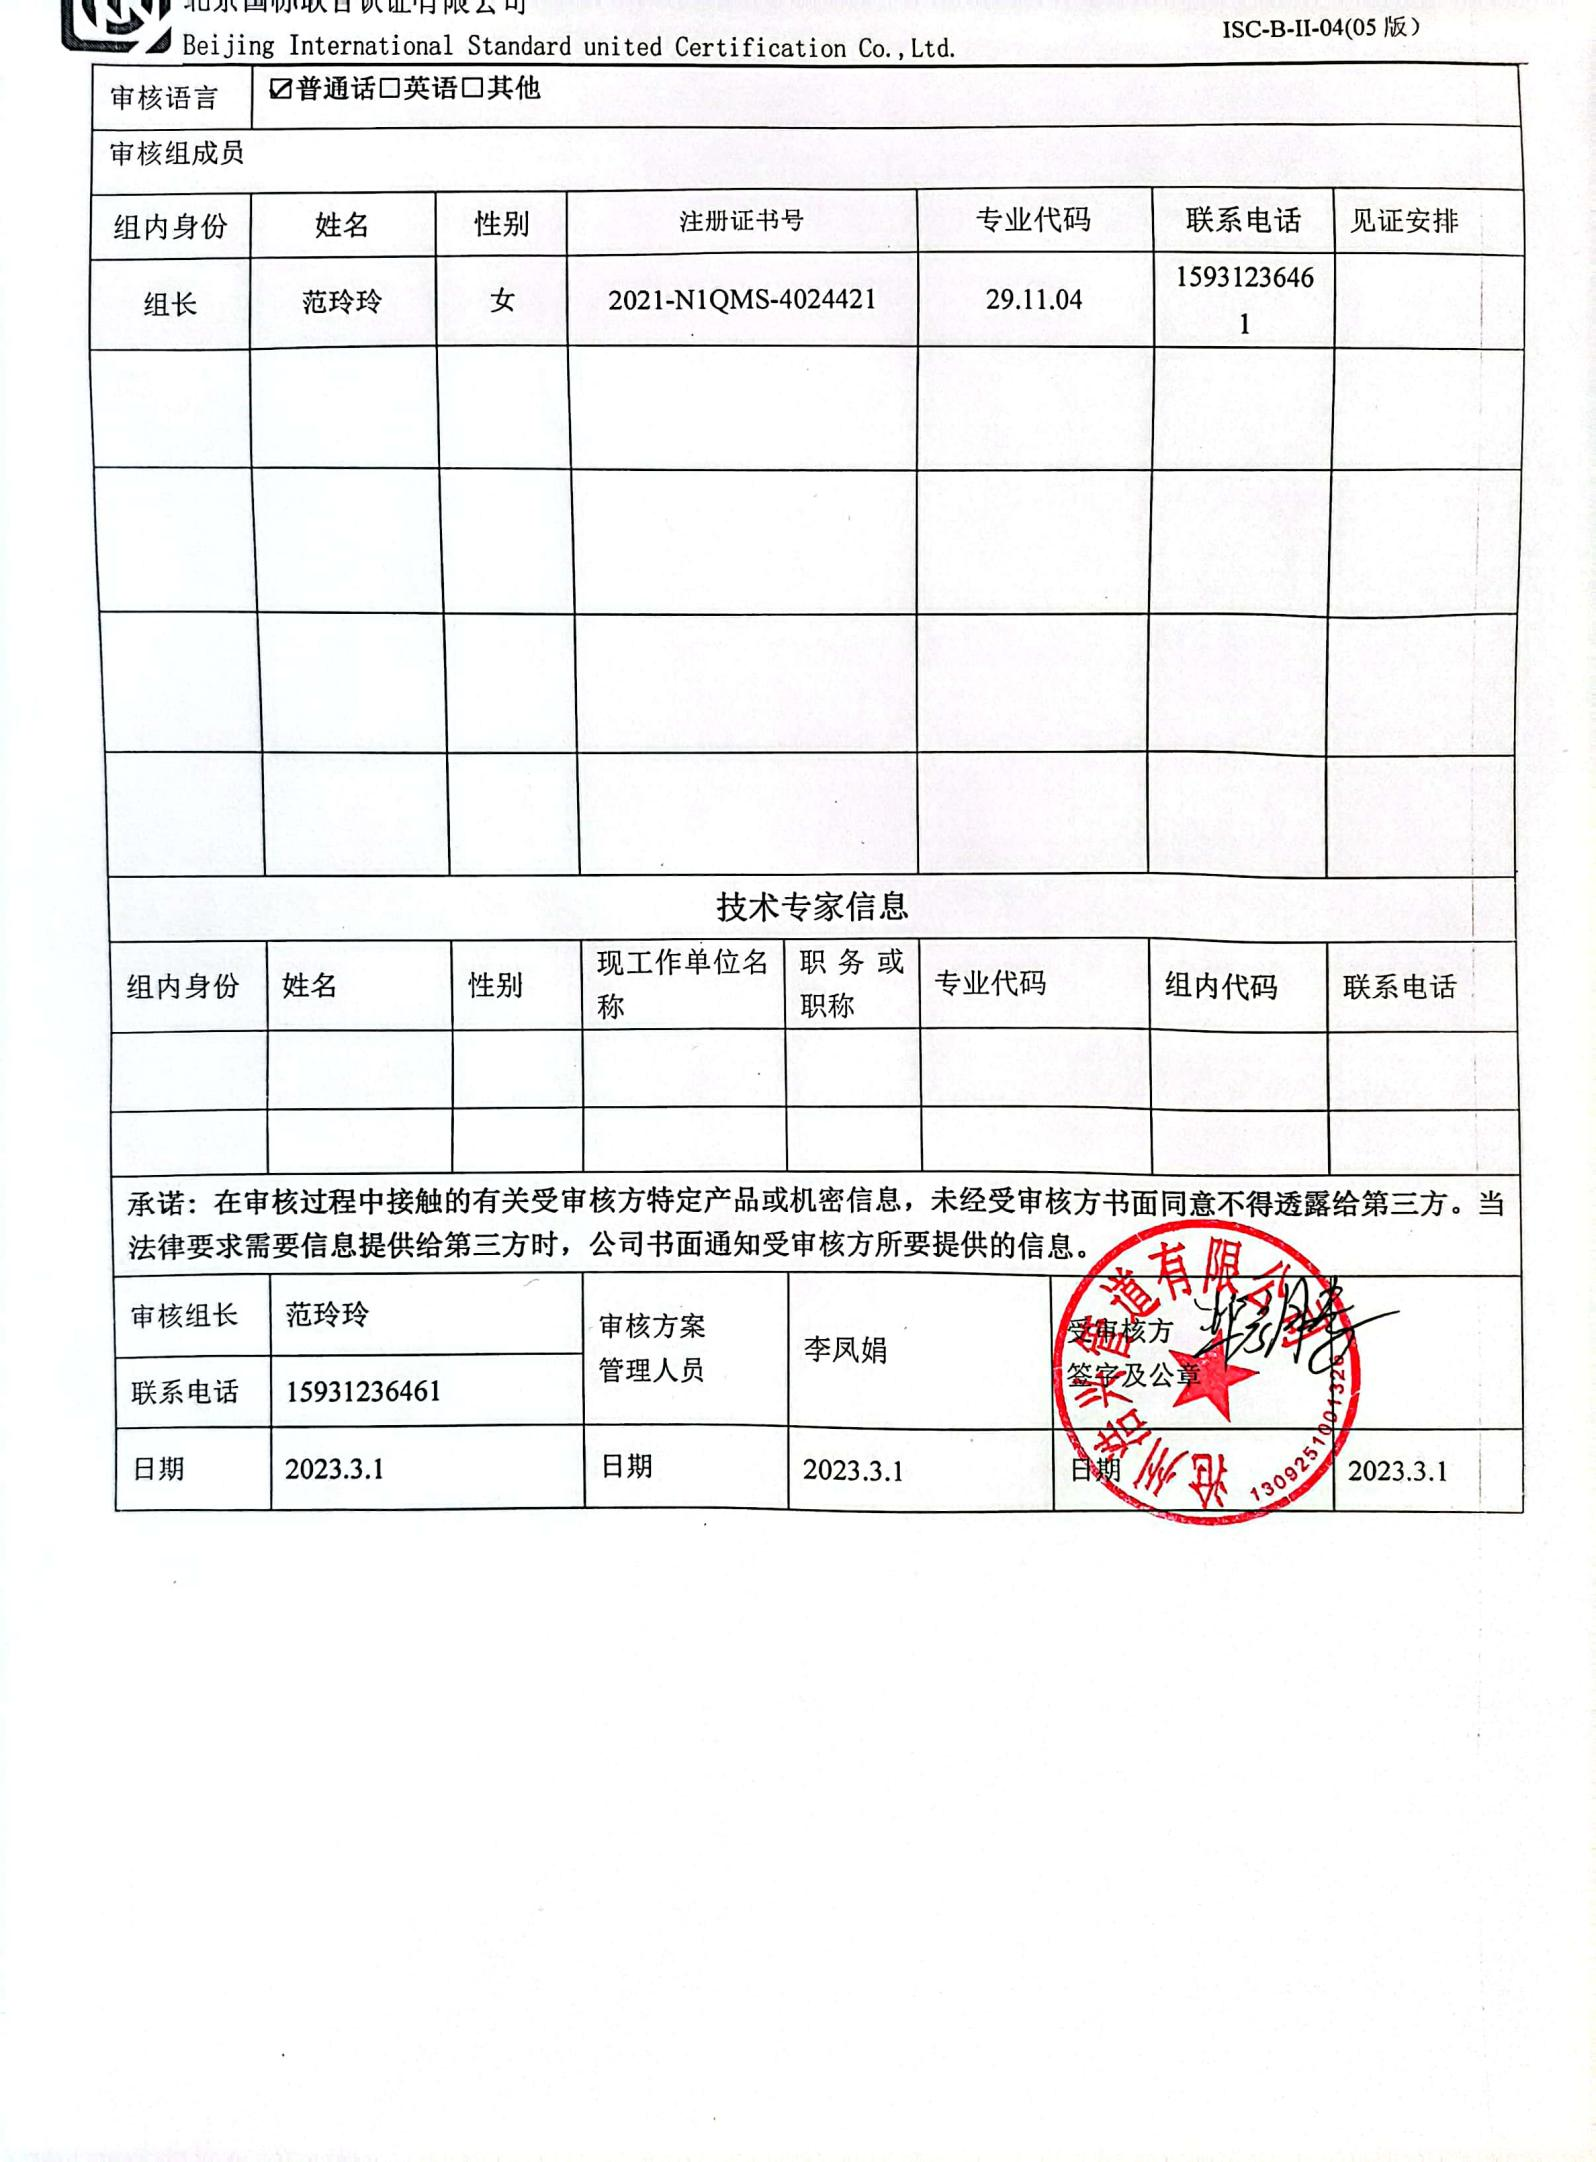 北京国标联合认证有限公司
Beijing International Standard united Certification Co.,Ltd.
ISC-B-II-04(05 版)
审核语言 ☑普通话□英语□其他
审核组成员
组内身份 姓名 性别 注册证书号 专业代码 联系电话 见证安排
组长 范玲玲 女 2021-N1QMS-4024421 29.11.04 1593123646
1
技术专家信息
组内身份 姓名 性别 现工作单位名 职务或 专业代码 组内代码 联系电话
称 职称
承诺：在审核过程中接触的有关受审核方特定产品或机密信息，未经受审核方书面同意不得透露给第三方。当
法律要求需要信息提供给第三方时，公司书面通知受审核方所要提供的信息。
审核组长 范玲玲 审核方案 李凤娟 受审核方
管理人员 签字及公章
联系电话 15931236461
日期 2023.3.1 日期 2023.3.1 日期 2023.3.1
沧州浩兴管道有限公司
1309251001326